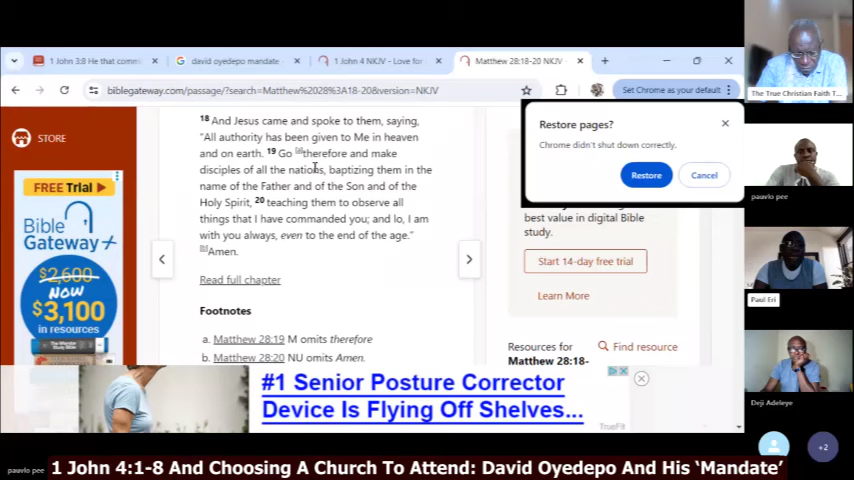 1 John 3:8 He that comm
david oyedepo mandate
1 John 4 NKJV - Love for
Matthew 28:18-20 NKJV -
biblegateway.com/passage/?search=Matthew%2028%3A18-20&version=NKJV
Set Chrome as your default
STORE
FREE Trial
Bible
Gateway+
$2,600
NOW
$3,100
in resources
18 And Jesus came and spoke to them, saying,
“All authority has been given to Me in heaven
and on earth. 19 Go [a]therefore and make
disciples of all the nations, baptizing them in the
name of the Father and of the Son and of the
Holy Spirit, 20 teaching them to observe all
things that I have commanded you; and lo, I am
with you always, even to the end of the age.”
[b]Amen.
Read full chapter
Footnotes
a. Matthew 28:19 M omits therefore
b. Matthew 28:20 NU omits Amen.
Restore pages?
Chrome didn't shut down correctly.
Restore
Cancel
best value in digital Bible
study.
Start 14-day free trial
Learn More
Resources for
Matthew 28:18-
Find resource
#1 Senior Posture Corrector
Device Is Flying Off Shelves...
TrueFit
The True Christian Faith T...
pauvlo pee
Paul Ezi
Deji Adeleye
+2
pauvlo pee
1 John 4:1-8 And Choosing A Church To Attend: David Oyedepo And His ‘Mandate’